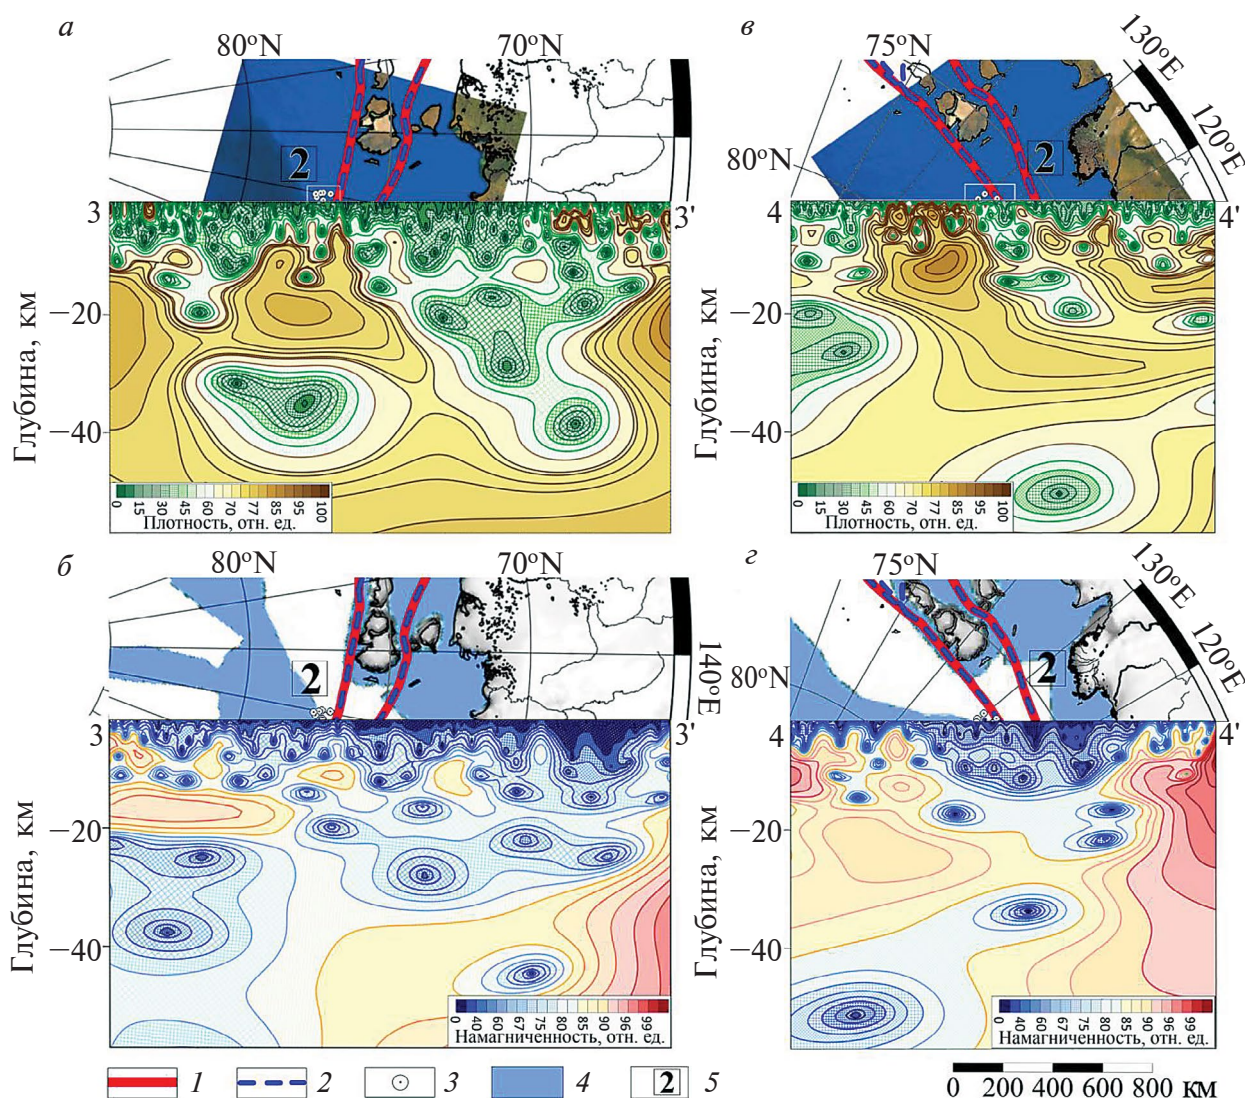 а
80°N
70°N
2
3
3'
Глубина, км
−20
−40
0 15 30 45 60 70 77 85 95 100
Плотность, отн. ед.
в
75°N
130°E
120°E
80°N
2
4
4'
Глубина, км
−20
−40
0 15 30 45 60 70 77 85 95 100
Плотность, отн. ед.
б
80°N
70°N
140°E
2
3
3'
Глубина, км
−20
−40
0 40 60 67 75 85 90 96 99
Намагниченность, отн. ед.
г
75°N
130°E
120°E
80°N
2
4
4'
Глубина, км
−20
−40
0 40 60 67 75 85 90 96 99
Намагниченность, отн. ед.
1 2 3 4 2 5
0 200 400 600 800 км